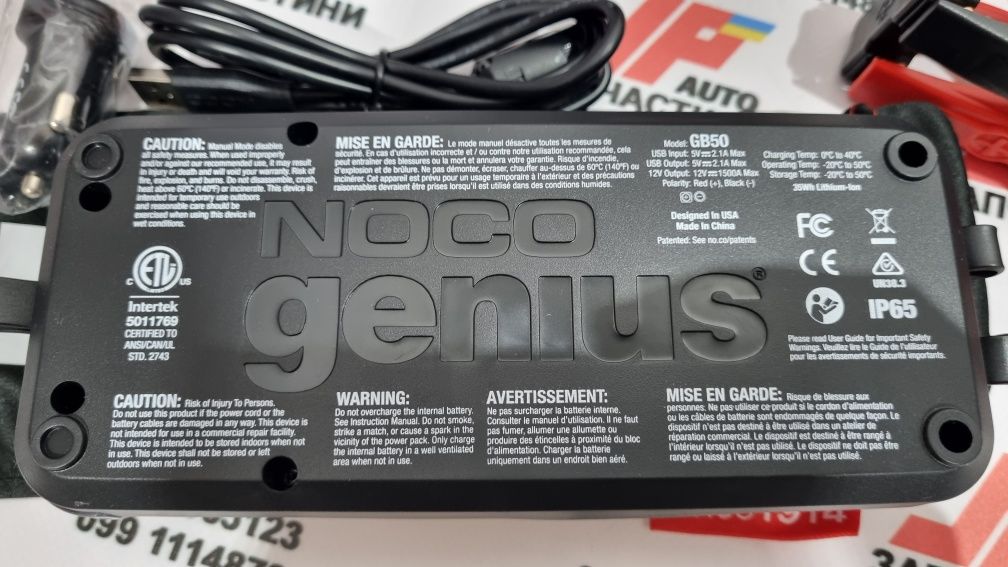 ТИНИ
AUTO
ЧАСТИ
CAUTION: Manual Mode disables
all safety measures. When used improperly
and/or against our recommended use, it may result
in injury or death and will void your warranty. Risk of
fire, explosion, and burns. Do not disassemble, crush,
heat above 60ºC (140ºF) or incinerate. This device is
intended for temporary use outdoors
and reasonable care should be
exercised when using this device in
wet conditions.
MISE EN GARDE: Le mode manuel désactive toutes les mesures de
sécurité. En cas d'utilisation incorrecte et / ou contre notre utilisation recommandée, cela
peut entraîner des blessures ou la mort et annulera votre garantie. Risque d'incendie,
d'explosion et de brûlure. Ne pas démonter, écraser, chauffer au-dessus de 60ºC (140ºF) ou
incinérer. Cet appareil est prévu pour un usage temporaire à l'extérieur et des précautions
raisonnables devraient être prises lorsqu'il est utilisé dans des conditions humides.
Model: GB50
USB Input: 5V⎓2.1A Max
USB Output: 5V⎓2.1A Max
12V Output: 12V⎓1500A Max
Polarity: Red (+), Black (-)
Charging Temp: 0ºC to 40ºC
Operating Temp: -20ºC to 50ºC
Storage Temp: -20ºC to 50ºC
35Wh Lithium-Ion
Designed in USA
Made In China
Patented: See no.co/patents
NOCO
genius®
FC
CE
UN38.3
IP65
Please read User Guide for Important Safety
Warnings. Veuillez lire le Guide de l'utilisateur
pour les avertissements de sécurité importants.
C ETL US
Intertek
5011769
CERTIFIED TO
ANSI/CAN/UL
STD. 2743
CAUTION: Risk of Injury To Persons.
Do not use this product if the power cord or the
battery cables are damaged in any way. This device is
not intended for use in a commercial repair facility.
This device is intended to be stored indoors when not
in use. This device shall not be stored or left
outdoors when not in use.
WARNING:
Do not overcharge the internal battery.
See Instruction Manual. Do not smoke,
strike a match, or cause a spark in the
vicinity of the power pack. Only charge
the internal battery in a well ventilated
area when not in use.
AVERTISSEMENT:
Ne pas surcharger la batterie interne.
Consulter le manuel d'utilisation. Il ne faut
pas fumer, allumer une allumette ou
produire des étincelles à proximité du bloc
d'alimentation. Charger la batterie
uniquement dans un endroit bien aéré.
MISE EN GARDE: Risque de blessure aux
personnes. Ne pas utiliser ce produit si le cordon d'alimentation
ou les câbles de batterie sont endommagés de quelque façon. Le
dispositif n'est pas destiné à être utilisé dans un atelier de
réparation commercial. Le dispositif est destiné à être rangé à
l'intérieur lorsqu'il n'est pas utilisé. Le dispositif ne doit pas être
rangé ou laissé à l'extérieur lorsqu'il n'est pas utilisé.
099 111487